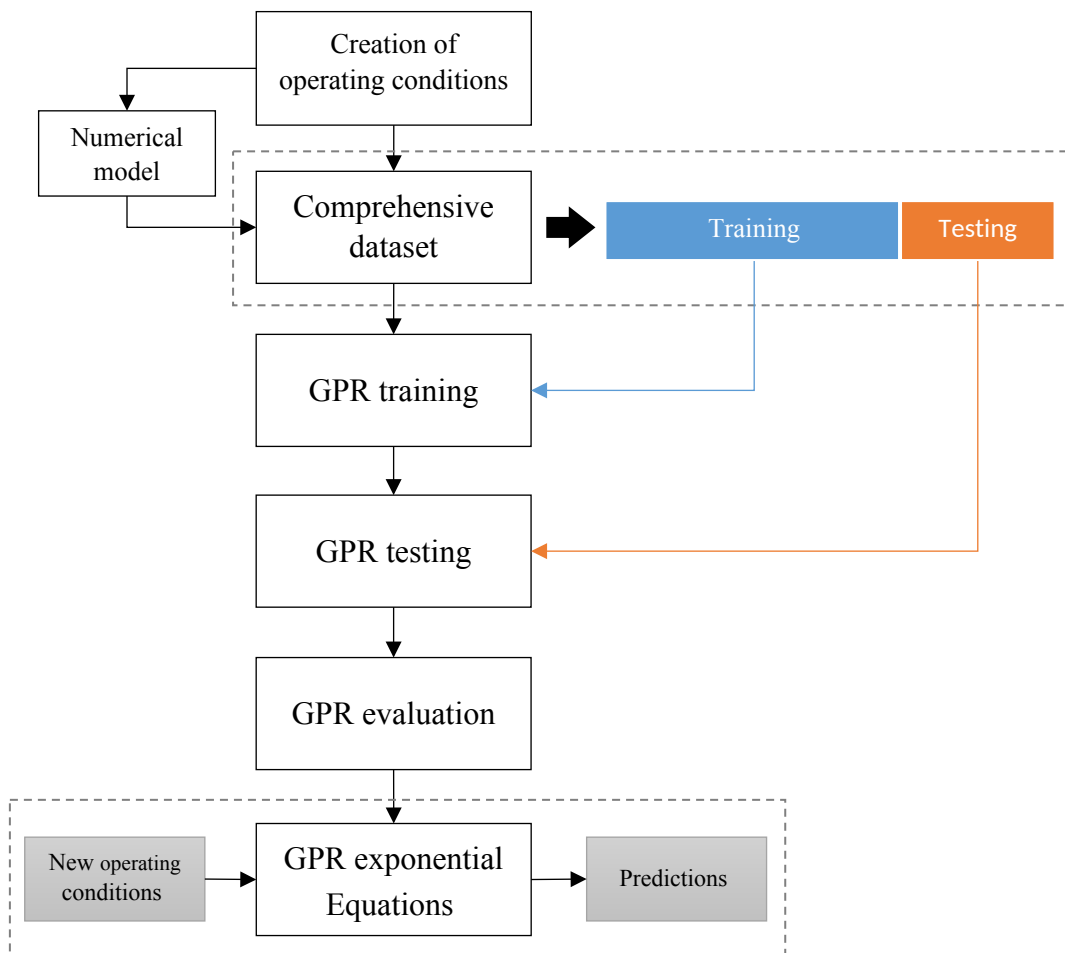 Creation of
operating conditions
Numerical
model
Comprehensive
dataset
Training
Testing
GPR training
GPR testing
GPR evaluation
New operating
conditions
GPR exponential
Equations
Predictions